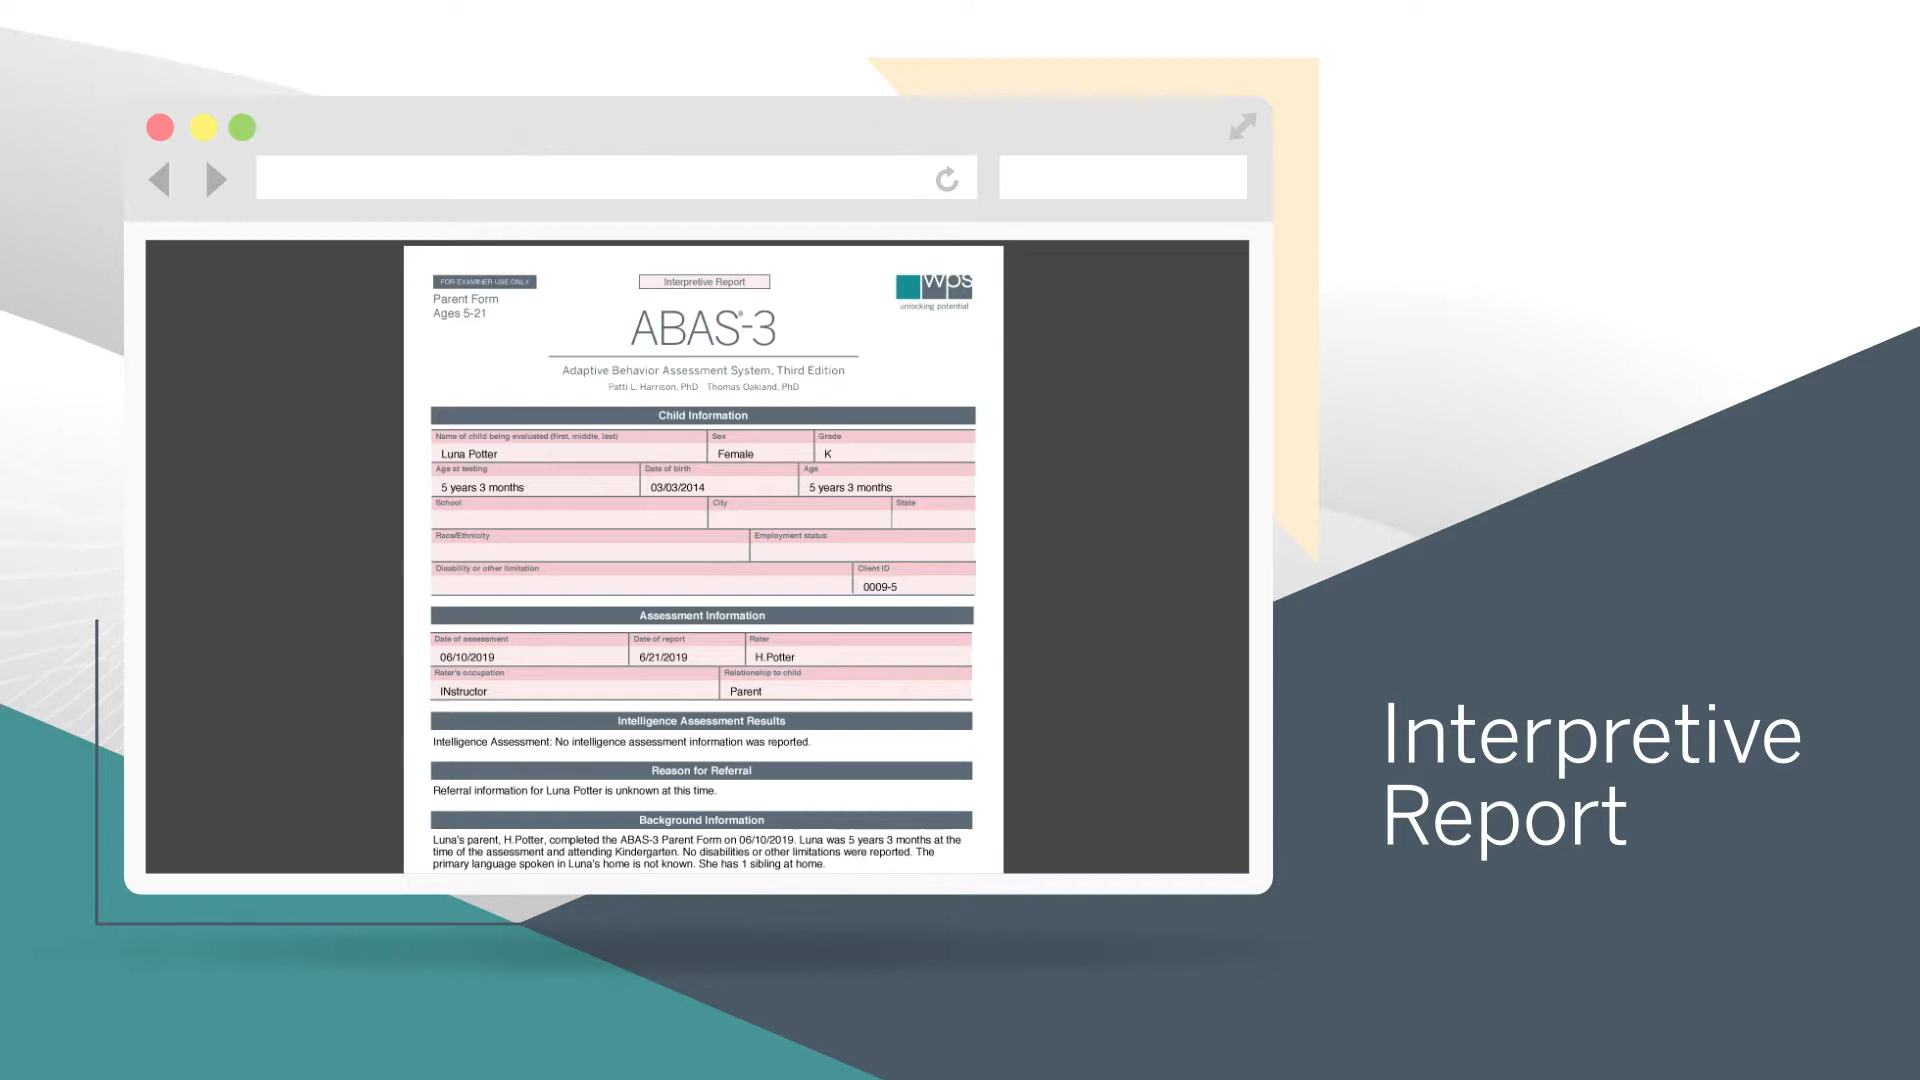 FOR EXAMINER USE ONLY
Interpretive Report
wps
unlocking potential
Parent Form
Ages 5-21
ABAS®-3
Adaptive Behavior Assessment System, Third Edition
Patti L. Harrison, PhD Thomas Oakland, PhD
Child Information
Name of child being evaluated (first, middle, last) Sex Grade
Luna Potter Female K
Age at testing Date of birth Age
5 years 3 months 03/03/2014 5 years 3 months
School City State
Race/Ethnicity Employment status
Disability or other limitation Client ID
0009-5
Assessment Information
Date of assessment Date of report Rater
06/10/2019 6/21/2019 H.Potter
Rater's occupation Relationship to child
INstructor Parent
Intelligence Assessment Results
Intelligence Assessment: No intelligence assessment information was reported.
Reason for Referral
Referral information for Luna Potter is unknown at this time.
Background Information
Luna's parent, H.Potter, completed the ABAS-3 Parent Form on 06/10/2019. Luna was 5 years 3 months at the
time of the assessment and attending Kindergarten. No disabilities or other limitations were reported. The
primary language spoken in Luna's home is not known. She has 1 sibling at home.
Interpretive
Report